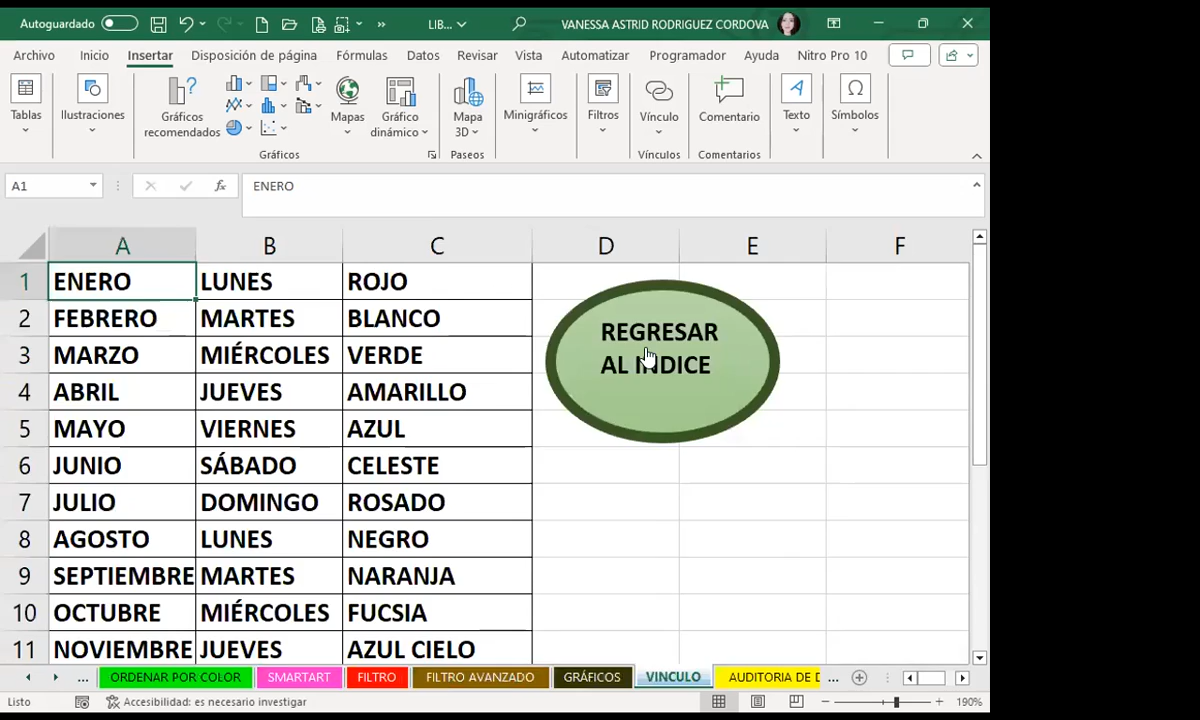 Autoguardado
LIB...
VANESSA ASTRID RODRIGUEZ CORDOVA
Archivo Inicio Insertar Disposición de página Fórmulas Datos Revisar Vista Automatizar Programador Ayuda Nitro Pro 10
Tablas
Ilustraciones
Gráficos recomendados
Mapas
Gráfico dinámico
Mapa 3D
Minigráficos
Filtros
Vínculo
Comentario
Texto
Símbolos
Gráficos Paseos Vínculos Comentarios
A1 fx ENERO
A B C D E F
1 ENERO LUNES ROJO
2 FEBRERO MARTES BLANCO
3 MARZO MIÉRCOLES VERDE
4 ABRIL JUEVES AMARILLO
5 MAYO VIERNES AZUL
6 JUNIO SÁBADO CELESTE
7 JULIO DOMINGO ROSADO
8 AGOSTO LUNES NEGRO
9 SEPTIEMBRE MARTES NARANJA
10 OCTUBRE MIÉRCOLES FUCSIA
11 NOVIEMBRE JUEVES AZUL CIELO
REGRESAR
AL INDICE
... ORDENAR POR COLOR SMARTART FILTRO FILTRO AVANZADO GRÁFICOS VINCULO AUDITORIA DE D ...
Listo Accesibilidad: es necesario investigar 190%